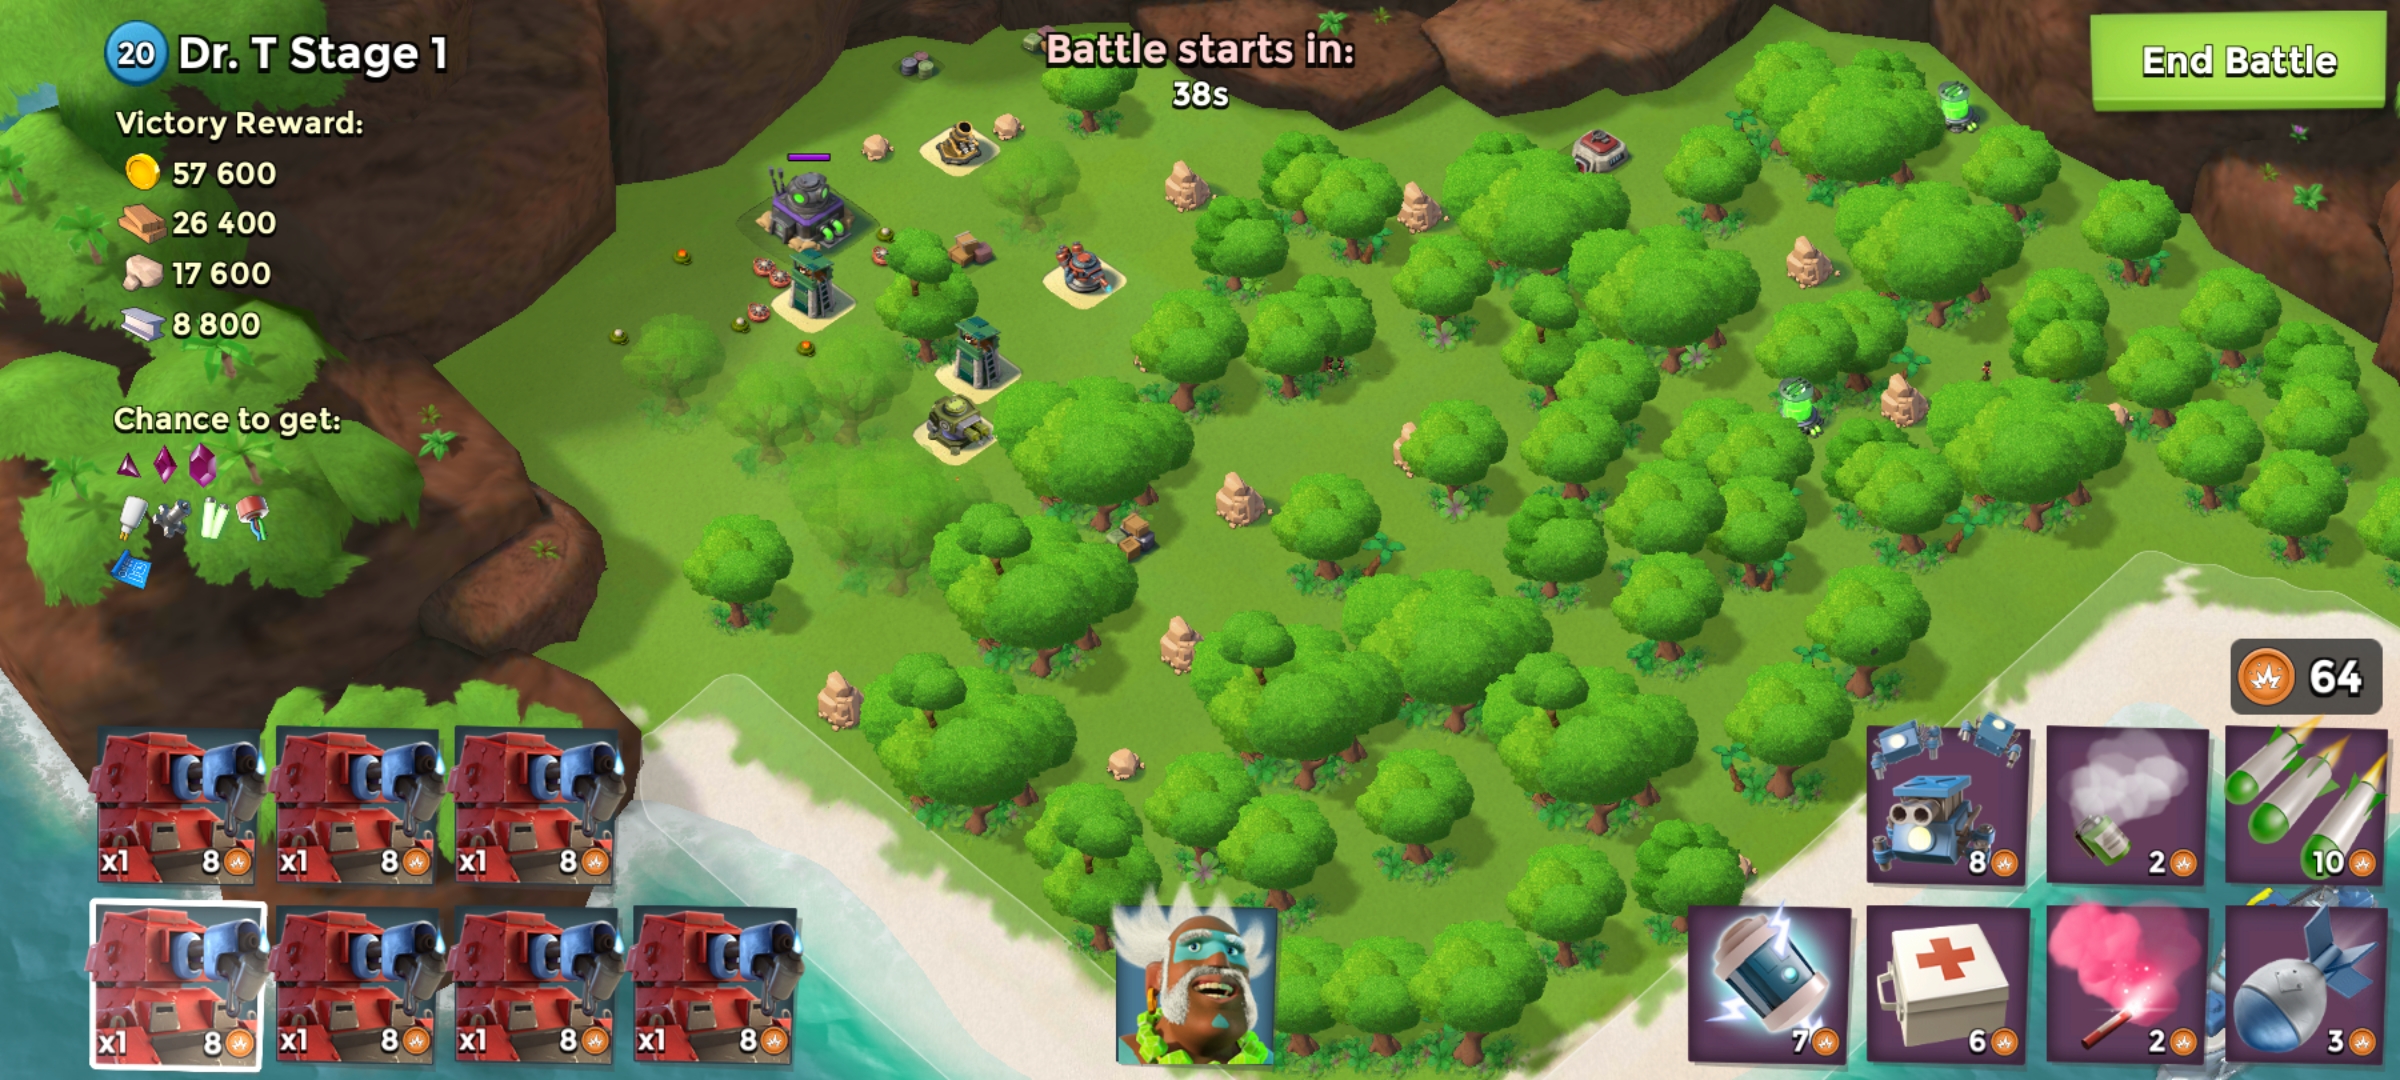 20 Dr. T Stage 1
Battle starts in:
38s
End Battle
Victory Reward:
57 600
26 400
17 600
8 800
Chance to get:
64
x1 8
x1 8
x1 8
8
2
10
x1 8
x1 8
x1 8
x1 8
7
6
2
3